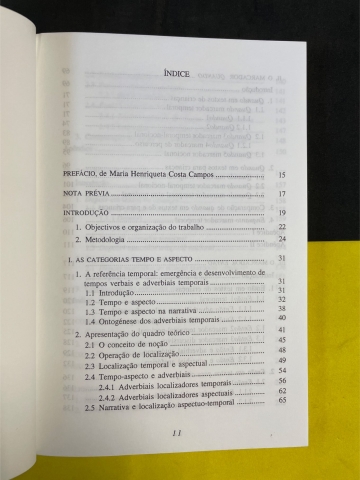 ÍNDICE
PREFÁCIO, de Maria Henriqueta Costa Campos 15
NOTA PRÉVIA 17
INTRODUÇÃO 19
1. Objectivos e organização do trabalho 22
2. Metodologia 24
I. AS CATEGORIAS TEMPO E ASPECTO 31
1. A referência temporal: emergência e desenvolvimento de
tempos verbais e adverbiais temporais 31
1.1 Introdução 31
1.2 Tempo e aspecto 32
1.3 Tempo e aspecto na narrativa 38
1.4 Ontogénese dos adverbiais temporais 40
2. Apresentação do quadro teórico 41
2.1 O conceito de noção 45
2.2 Operação de localização 48
2.3 Localização temporal e aspectual 49
2.4 Tempo-aspecto e adverbiais 54
2.4.1 Adverbiais localizadores temporais 56
2.4.2 Adverbiais localizadores aspectuais 62
2.5 Narrativa e localização aspectuo-temporal 65
11